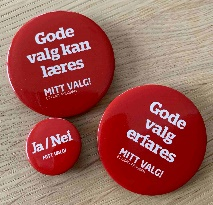 Gode
valg kan
læres
MITT VALG!
Gode
valg
erfares
MITT VALG!
Ja/Nei
MITT VALG!